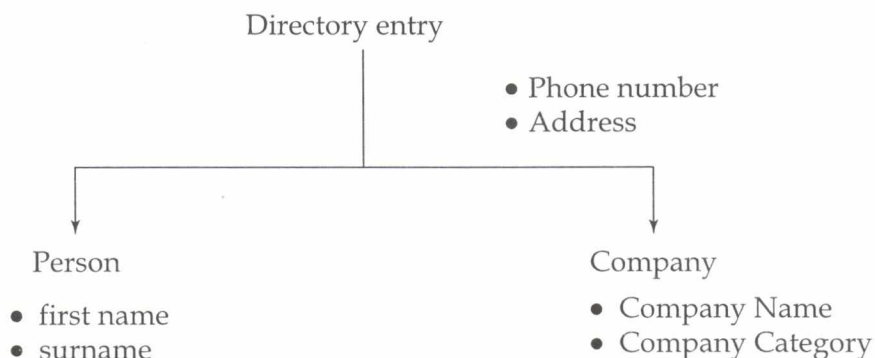 Directory entry
• Phone number
• Address
Person
• first name
• surname
Company
• Company Name
• Company Category